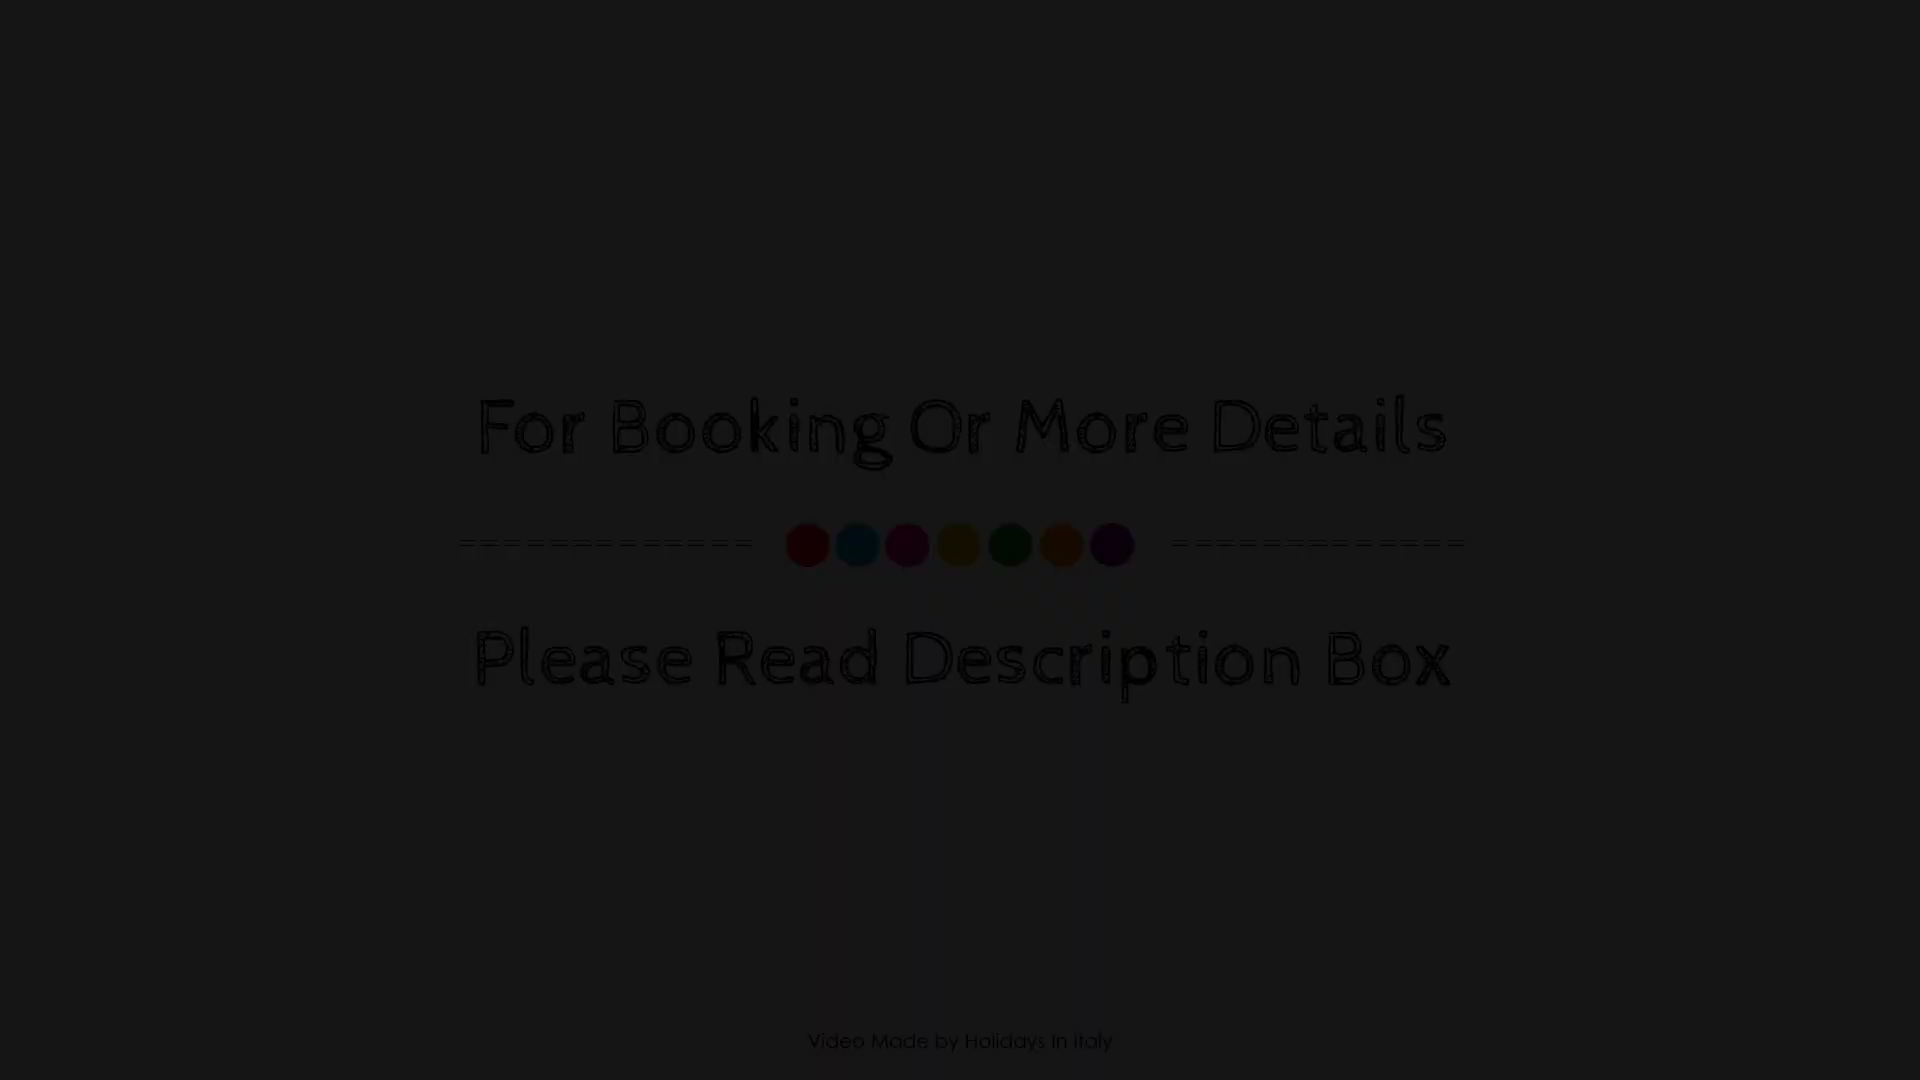 For Booking Or More Details
============= =============
Please Read Description Box
Video Made by Holidays In Italy